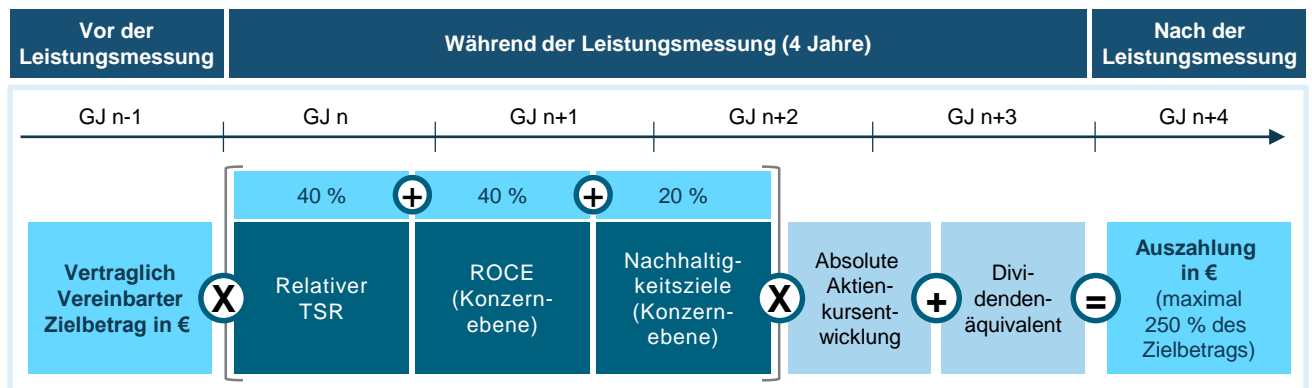 Vor der
Leistungsmessung
Während der Leistungsmessung (4 Jahre)
Nach der
Leistungsmessung
GJ n-1
GJ n
GJ n+1
GJ n+2
GJ n+3
GJ n+4
40 %
+
40 %
+
20 %
Vertraglich
Vereinbarter
Zielbetrag in €
X
Relativer
TSR
ROCE
(Konzern-
ebene)
Nachhaltig-
keitsziele
(Konzern-
ebene)
X
Absolute
Aktien-
kursent-
wicklung
+
Divi-
denden-
äquivalent
=
Auszahlung
in €
(maximal
250 % des
Zielbetrags)